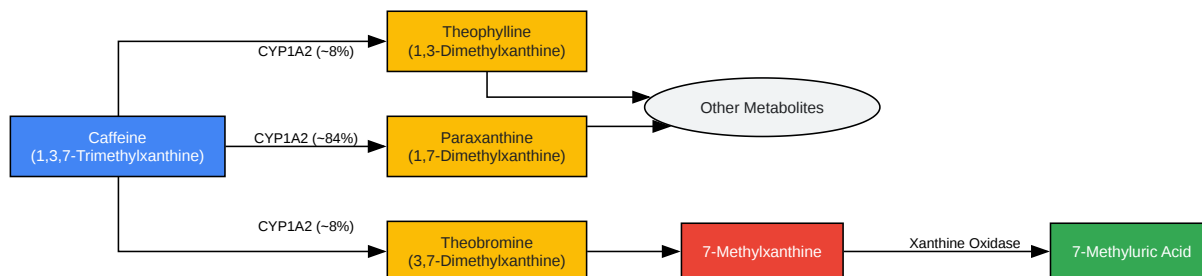 Theophylline
(1,3-Dimethylxanthine)
CYP1A2 (~8%)
Other Metabolites
Caffeine
(1,3,7-Trimethylxanthine)
CYP1A2 (~84%)
Paraxanthine
(1,7-Dimethylxanthine)
CYP1A2 (~8%)
Theobromine
(3,7-Dimethylxanthine)
7-Methylxanthine
Xanthine Oxidase
7-Methyluric Acid